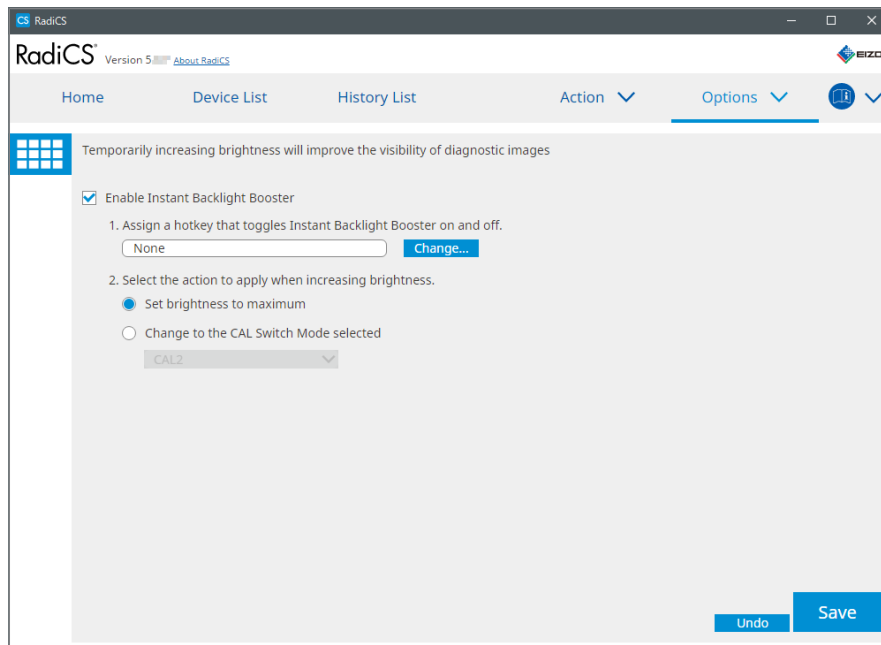 CS RadiCS
RadiCS Version 5. About RadiCS
EIZO
Home Device List History List Action Options
Temporarily increasing brightness will improve the visibility of diagnostic images
Enable Instant Backlight Booster
1. Assign a hotkey that toggles Instant Backlight Booster on and off.
None Change...
2. Select the action to apply when increasing brightness.
Set brightness to maximum
Change to the CAL Switch Mode selected
CAL2
Undo Save